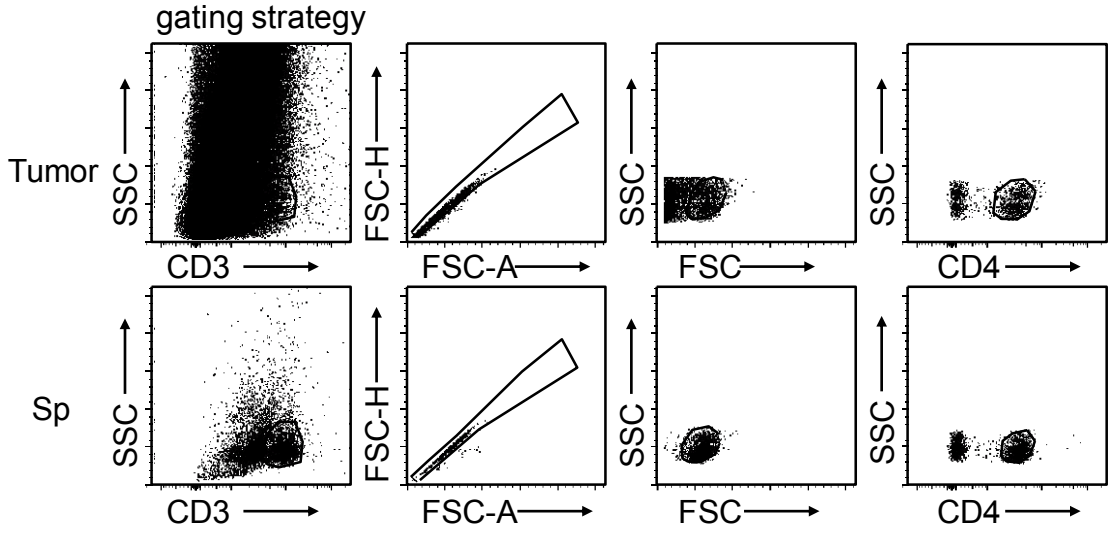 gating strategy
Tumor
SSC
CD3
FSC-H
FSC-A
SSC
FSC
SSC
CD4
Sp
SSC
CD3
FSC-H
FSC-A
SSC
FSC
SSC
CD4